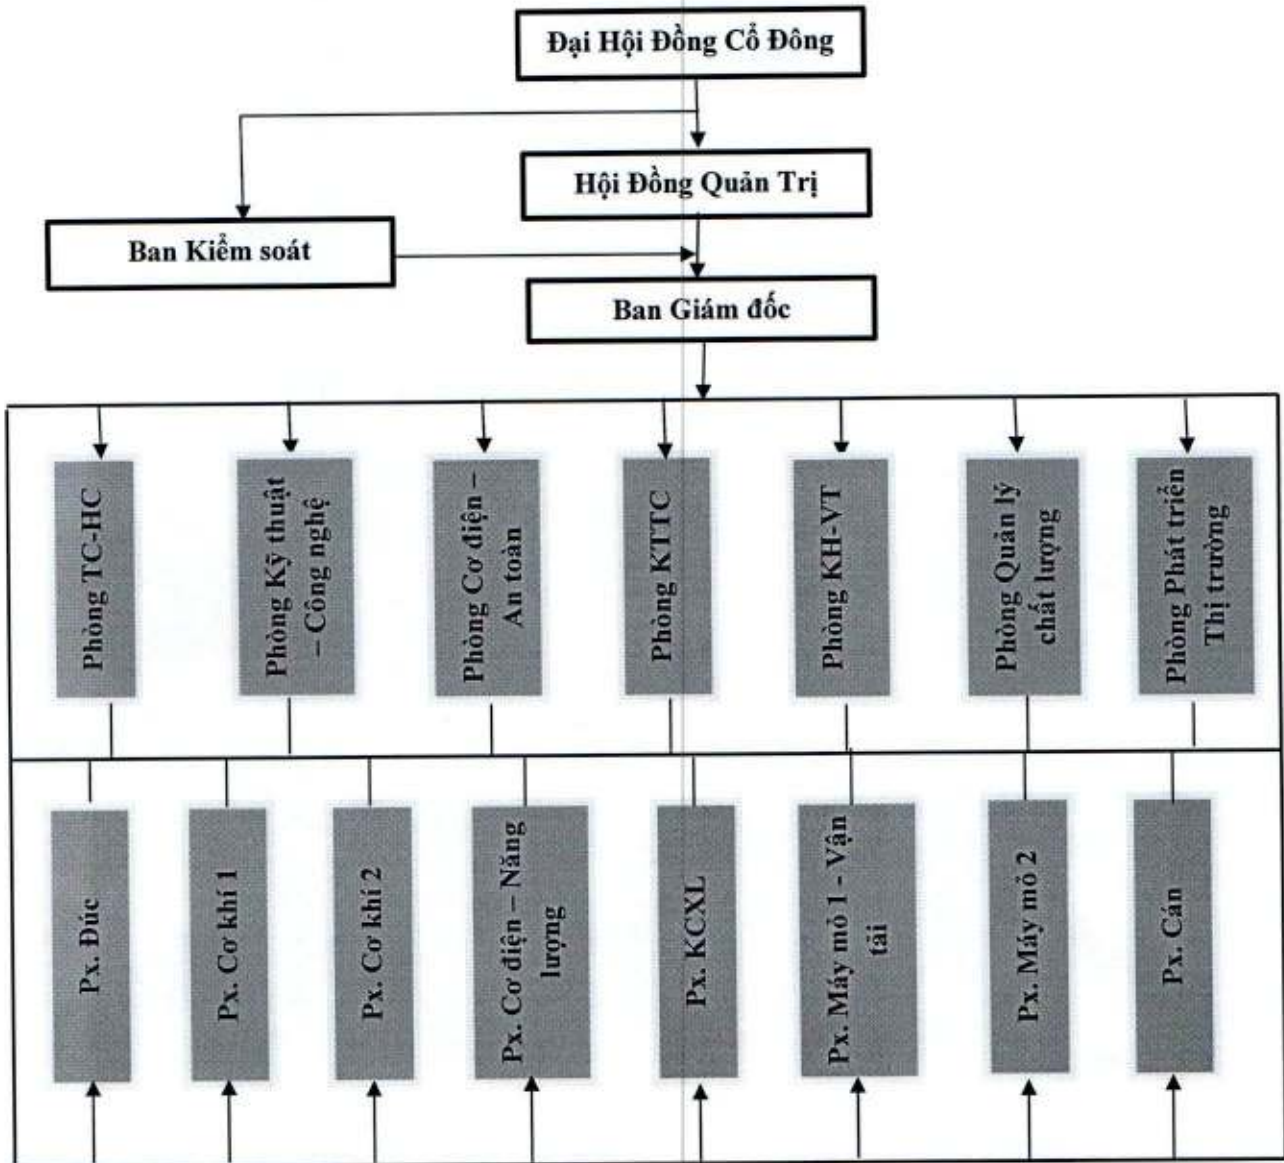 Đại Hội Đồng Cổ Đông
Hội Đồng Quản Trị
Ban Kiểm soát
Ban Giám đốc
Phòng TC-HC
Phòng Kỹ thuật
– Công nghệ
Phòng Cơ điện –
An toàn
Phòng KTTC
Phòng KH-VT
Phòng Quản lý
chất lượng
Phòng Phát triển
Thị trường
Px. Đúc
Px. Cơ khí 1
Px. Cơ khí 2
Px. Cơ điện – Năng
lượng
Px. KCXL
Px. Máy mỏ 1 - Vận
tải
Px. Máy mỏ 2
Px. Cán